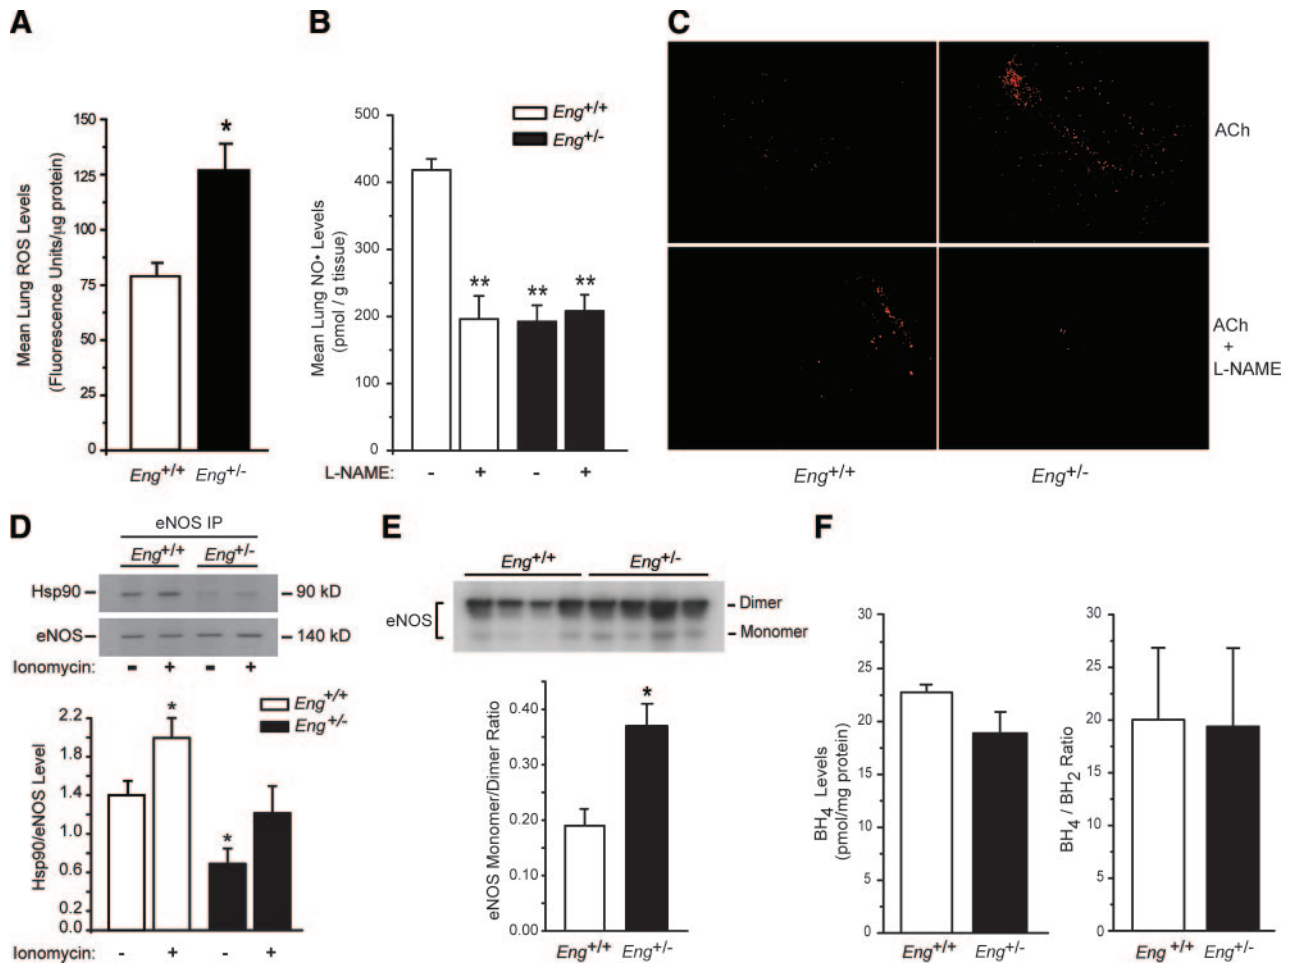 A
Mean Lung ROS Levels
(Fluorescence Units/µg protein)
150
125
100
75
50
25
0
*
Eng+/+ Eng+/-
B
Mean Lung NO• Levels
(pmol / g tissue)
500
400
300
200
100
0
Eng+/+
Eng+/-
** ** **
L-NAME: - + - +
C
ACh
ACh
+
L-NAME
Eng+/+ Eng+/-
D
eNOS IP
Eng+/+ Eng+/-
Hsp90 90 kD
eNOS 140 kD
Ionomycin: - + - +
Eng+/+
Eng+/-
Hsp90/eNOS Level
2.2
1.8
1.4
1.0
0.6
0.2
0.0
* *
Ionomycin: - + - +
E
Eng+/+ Eng+/-
eNOS
Dimer
Monomer
eNOS Monomer/Dimer Ratio
0.40
0.30
0.20
0.10
0.00
*
Eng+/+ Eng+/-
F
BH4 Levels
(pmol/mg protein)
30
25
20
15
10
5
0
Eng+/+ Eng+/-
BH4 / BH2 Ratio
30
25
20
15
10
5
0
Eng +/+ Eng+/-